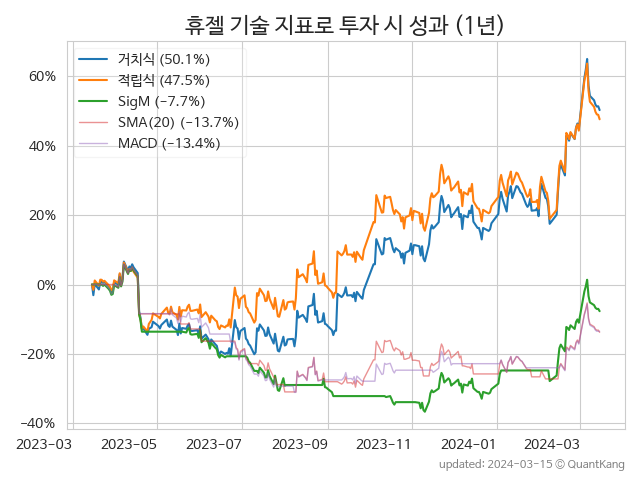 휴젤 기술 지표로 투자 시 성과 (1년)
거치식 (50.1%)
적립식 (47.5%)
SigM (−7.7%)
SMA(20) (−13.7%)
MACD (−13.4%)
60%
40%
20%
0%
−20%
−40%
2023−03 2023−05 2023−07 2023−09 2023−11 2024−01 2024−03
updated: 2024−03−15 ⓒ QuantKang